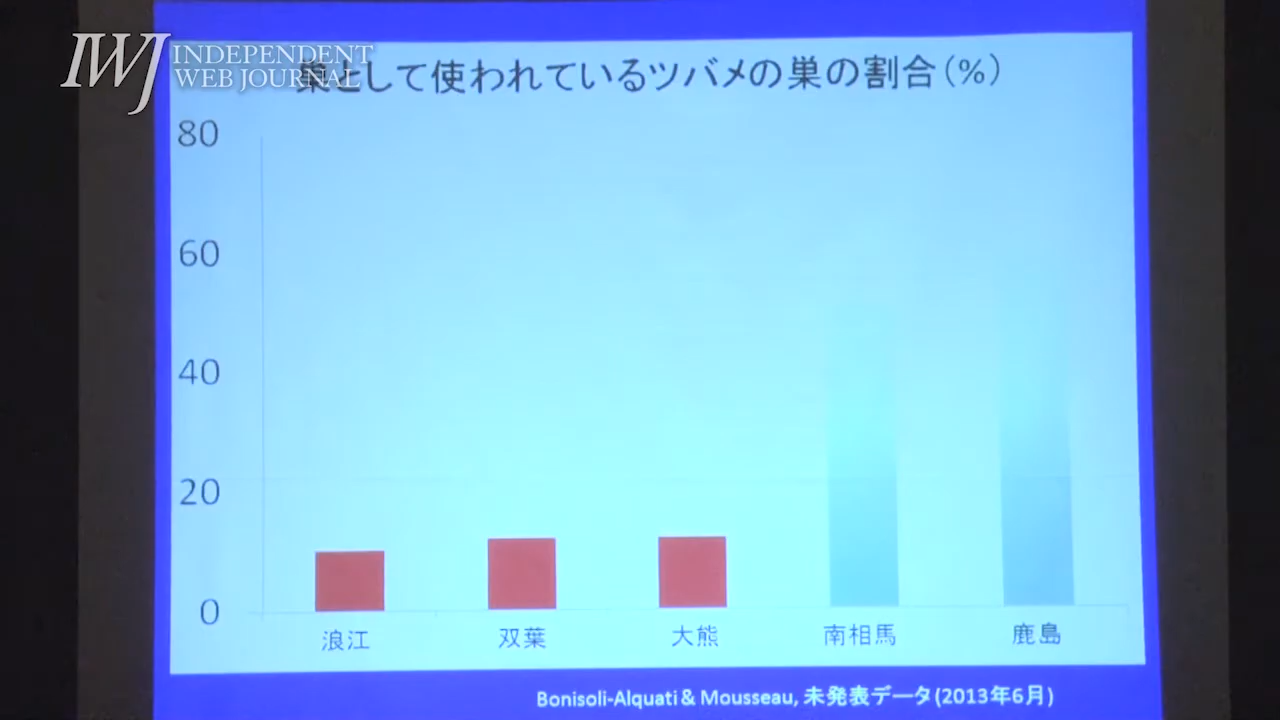 IWJ INDEPENDENT
WEB JOURNAL
巣として使われているツバメの巣の割合(%)
80
60
40
20
0
浪江 双葉 大熊 南相馬 鹿島
Bonisoli-Alquati & Mousseau, 未発表データ(2013年6月)